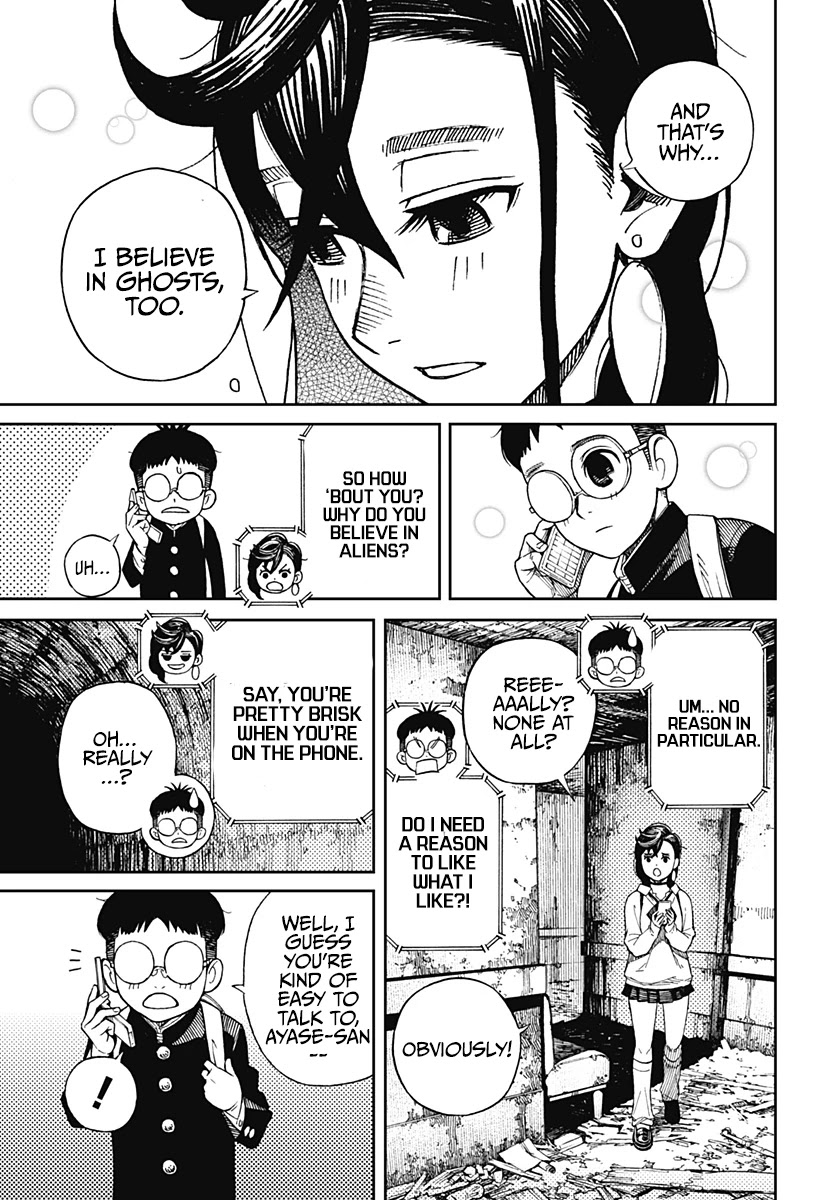 AND
THAT'S
WHY...
I BELIEVE
IN GHOSTS,
TOO.
SO HOW
'BOUT YOU?
WHY DO YOU
BELIEVE IN
ALIENS?
UH...
UM... NO
REASON IN
PARTICULAR.
REEE-
AAALLY?
NONE AT
ALL?
DO I NEED
A REASON
TO LIKE
WHAT I
LIKE?!
OBVIOUSLY!
SAY, YOU'RE
PRETTY BRISK
WHEN YOU'RE
ON THE PHONE.
OH...
REALLY
...?
WELL, I
GUESS
YOU'RE
KIND OF
EASY TO
TALK TO,
AYASE-SAN
--
!